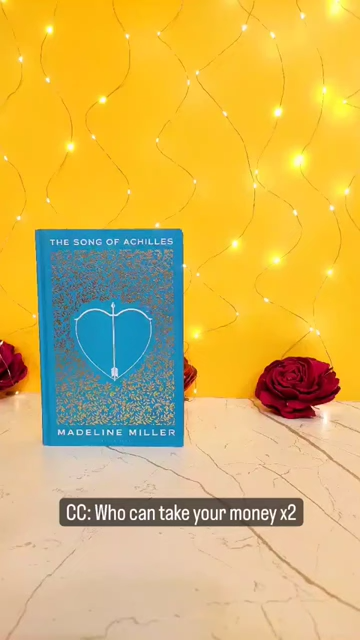 THE SONG OF ACHILLES
MADELINE MILLER
CC: Who can take your money x2